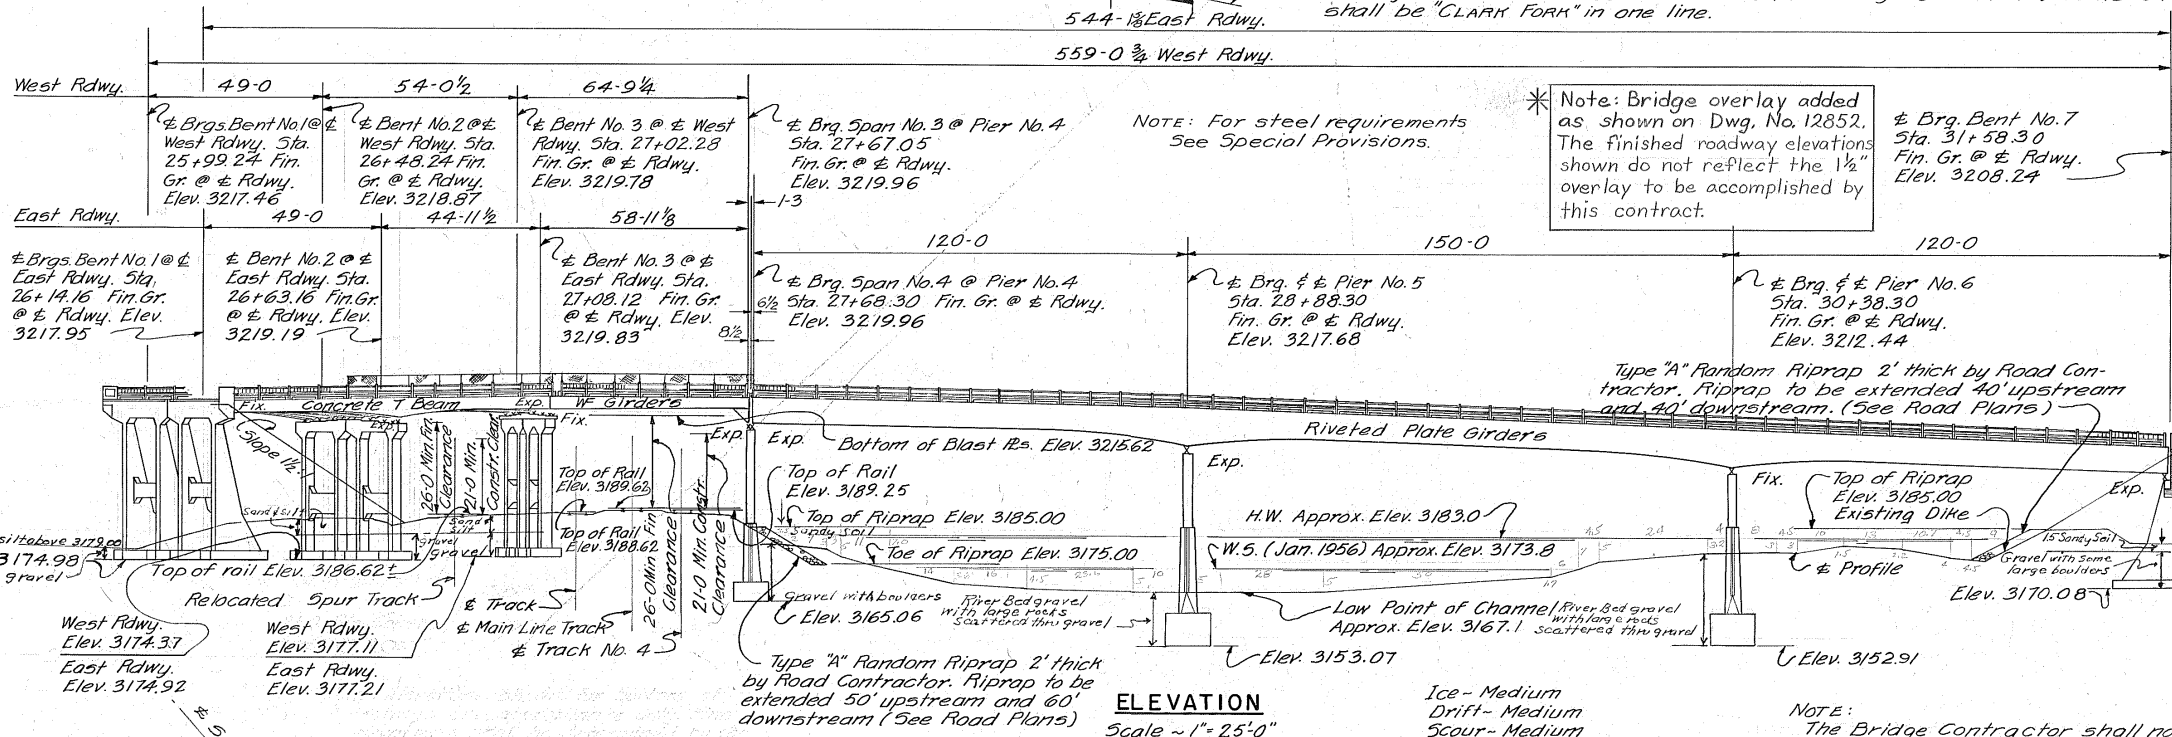 544-1⅝ East Rdwy.
shall be "CLARK FORK" in one line.
559-0 ¾ West Rdwy.
West Rdwy.
49-0
54-0½
64-9¼
℄ Brgs. Bent No. 1 @ ℄
West Rdwy. Sta.
25+99.24 Fin.
Gr. @ ℄ Rdwy.
Elev. 3217.46
℄ Bent No. 2 @ ℄
West Rdwy. Sta.
26+48.24 Fin.
Gr. @ ℄ Rdwy.
Elev. 3218.87
℄ Bent No. 3 @ ℄ West
Rdwy. Sta. 27+02.28
Fin. Gr. @ ℄ Rdwy.
Elev. 3219.78
℄ Brg. Span No. 3 @ Pier No. 4
Sta. 27+67.05
Fin. Gr. @ ℄ Rdwy.
Elev. 3219.96
1-3
NOTE: For steel requirements
See Special Provisions.
* Note: Bridge overlay added
as shown on Dwg. No. 12852.
The finished roadway elevations
shown do not reflect the 1½"
overlay to be accomplished by
this contract.
℄ Brg. Bent No. 7
Sta. 31+58.30
Fin. Gr. @ ℄ Rdwy.
Elev. 3208.24
East Rdwy.
49-0
44-11½
58-11⅛
120-0
150-0
120-0
℄ Brgs. Bent No. 1 @ ℄
East Rdwy. Sta.
26+14.16 Fin. Gr.
@ ℄ Rdwy. Elev.
3217.95
℄ Bent No. 2 @ ℄
East Rdwy. Sta.
26+63.16 Fin. Gr.
@ ℄ Rdwy. Elev.
3219.19
℄ Bent No. 3 @ ℄
East Rdwy. Sta.
27+08.12 Fin. Gr.
@ ℄ Rdwy. Elev.
3219.83
6½
8½
℄ Brg. Span No. 4 @ Pier No. 4
Sta. 27+68.30 Fin. Gr. @ ℄ Rdwy.
Elev. 3219.96
℄ Brg. & ℄ Pier No. 5
Sta. 28+88.30
Fin. Gr. @ ℄ Rdwy.
Elev. 3217.68
℄ Brg. & ℄ Pier No. 6
Sta. 30+38.30
Fin. Gr. @ ℄ Rdwy.
Elev. 3212.44
Type "A" Random Riprap 2' thick by Road Con-
tractor. Riprap to be extended 40' upstream
and 40' downstream. (See Road Plans)
Fix.
Concrete T Beam
Exp.
WF Girders
Exp.
Fix.
Exp.
Exp.
Bottom of Blast PLs. Elev. 3215.62
Riveted Plate Girders
Slope 1½:1
26-0 Min. Fin.
Clearance
21-0 Min.
Constr. Clear.
Top of Rail
Elev. 3189.62
Top of Rail
Elev. 3188.62
26-0 Min. Fin.
Clearance
21-0 Min. Constr.
Clearance
Top of Rail
Elev. 3189.25
Top of Riprap Elev. 3185.00
Sandy Soil
Toe of Riprap Elev. 3175.00
Exp.
H.W. Approx. Elev. 3183.0
W.S. (Jan. 1956) Approx. Elev. 3173.8
Fix.
Top of Riprap
Elev. 3185.00
Existing Dike
Exp.
1.5 Sandy Soil
Gravel with some
large boulders
℄ Profile
Elev. 3170.08
Sand & silt
Sand & silt
gravel
gravel
silt above 3179.00
3174.98
gravel
Top of rail Elev. 3186.62±
Relocated Spur Track
℄ Track
℄ Main Line Track
℄ Track No. 4
Gravel with boulders
Elev. 3165.06
River Bed gravel
with large rocks
scattered thru gravel
Low Point of Channel
Approx. Elev. 3167.1
River Bed gravel
with large rocks
scattered thru gravel
Elev. 3153.07
Elev. 3152.91
West Rdwy.
Elev. 3174.37
East Rdwy.
Elev. 3174.92
West Rdwy.
Elev. 3177.11
East Rdwy.
Elev. 3177.21
Type "A" Random Riprap 2' thick
by Road Contractor. Riprap to be
extended 50' upstream and 60'
downstream (See Road Plans)
ELEVATION
Scale ~ 1" = 25'-0"
Ice - Medium
Drift - Medium
Scour - Medium
NOTE:
The Bridge Contractor shall no
℄ S